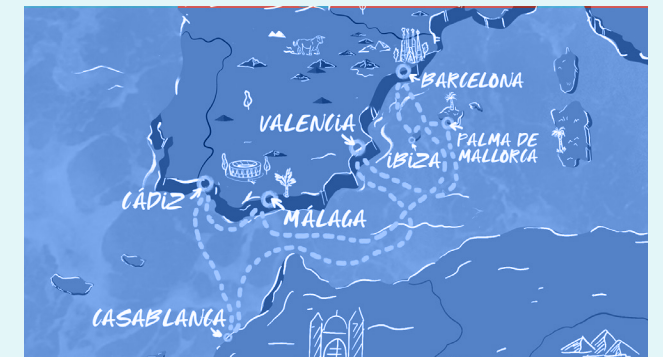 BARCELONA
VALENCIA
PALMA DE
MALLORCA
IBIZA
CÁDIZ
MÁLAGA
CASABLANCA